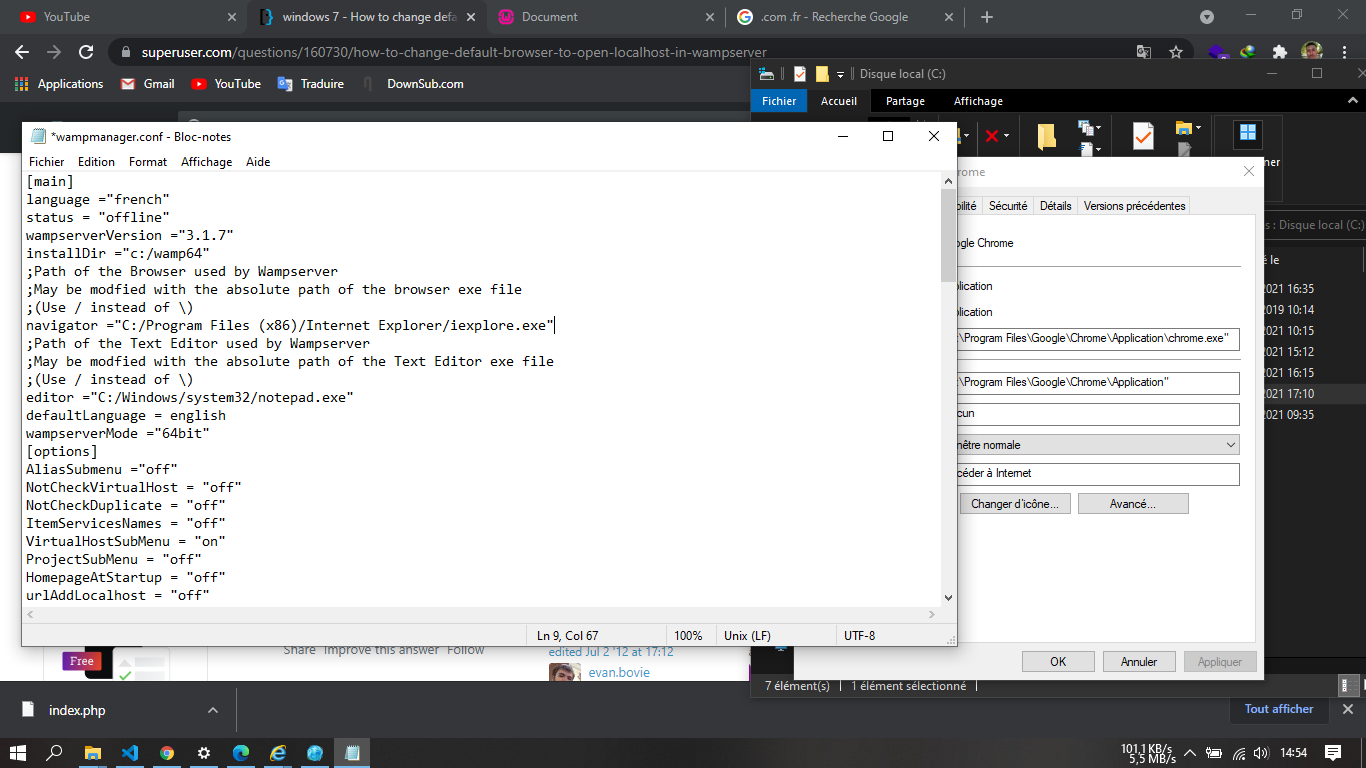 YouTube
windows 7 - How to change defa
Document
.com .fr - Recherche Google
superuser.com/questions/160730/how-to-change-default-browser-to-open-localhost-in-wampserver
Applications
Gmail
YouTube
Traduire
DownSub.com
Disque local (C:)
Fichier
Accueil
Partage
Affichage
*wampmanager.conf - Bloc-notes
Fichier Edition Format Affichage Aide
[main]
language ="french"
status = "offline"
wampserverVersion ="3.1.7"
installDir ="c:/wamp64"
;Path of the Browser used by Wampserver
;May be modfied with the absolute path of the browser exe file
;(Use / instead of \)
navigator ="C:/Program Files (x86)/Internet Explorer/iexplore.exe"
;Path of the Text Editor used by Wampserver
;May be modfied with the absolute path of the Text Editor exe file
;(Use / instead of \)
editor ="C:/Windows/system32/notepad.exe"
defaultLanguage = english
wampserverMode ="64bit"
[options]
AliasSubmenu ="off"
NotCheckVirtualHost = "off"
NotCheckDuplicate = "off"
ItemServicesNames = "off"
VirtualHostSubMenu = "on"
ProjectSubMenu = "off"
HomepageAtStartup = "off"
urlAddLocalhost = "off"
Ln 9, Col 67
100%
Unix (LF)
UTF-8
hrome
bilité
Sécurité
Détails
Versions précédentes
ogle Chrome
plication
plication
:\Program Files\Google\Chrome\Application\chrome.exe"
:\Program Files\Google\Chrome\Application"
cun
nêtre normale
céder à Internet
Changer d'icône...
Avancé...
OK
Annuler
Appliquer
ner
s : Disque local (C:)
é le
2021 16:35
2019 10:14
2021 10:15
2021 15:12
2021 16:15
2021 17:10
2021 09:35
7 élément(s)
1 élément sélectionné
Free
Share Improve this answer Follow
edited Jul 2 '12 at 17:12
evan.bovie
index.php
Tout afficher
101,1 KB/s
5,5 MB/s
14:54